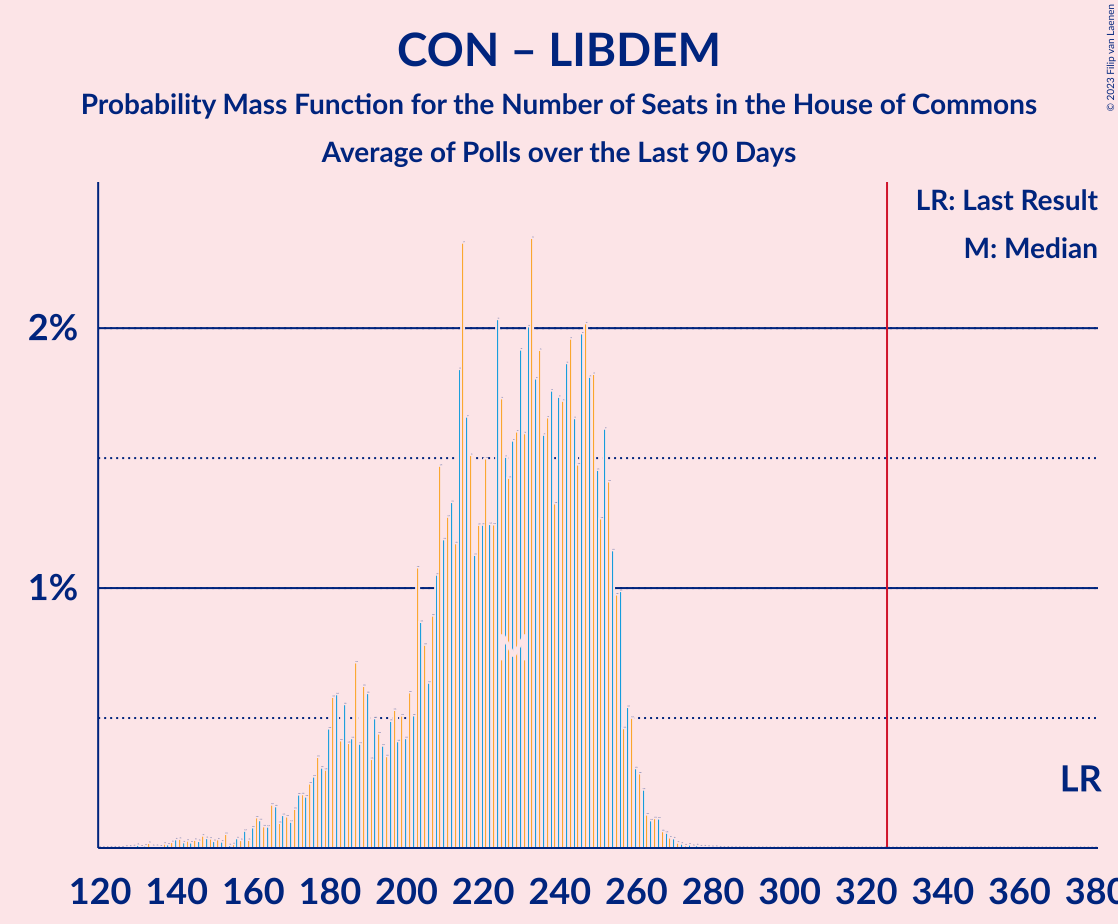 CON – LIBDEM
Probability Mass Function for the Number of Seats in the House of Commons
Average of Polls over the Last 90 Days
© 2023 Filip van Laenen
LR: Last Result
M: Median
2%
1%
M
LR
120 140 160 180 200 220 240 260 280 300 320 340 360 380